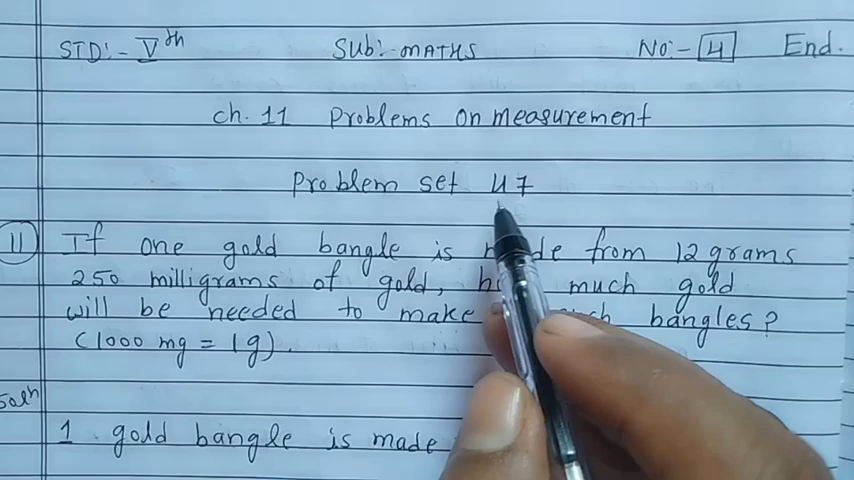 STD:- Vth Sub:- MATHS No:- 4 End.
ch. 11 Problems on measurement
Problem set 47
11 If one gold bangle is made from 12 grams
250 milligrams of gold, how much gold
will be needed to make such bangles?
(1000 mg = 1g).
Soln
1 gold bangle is made